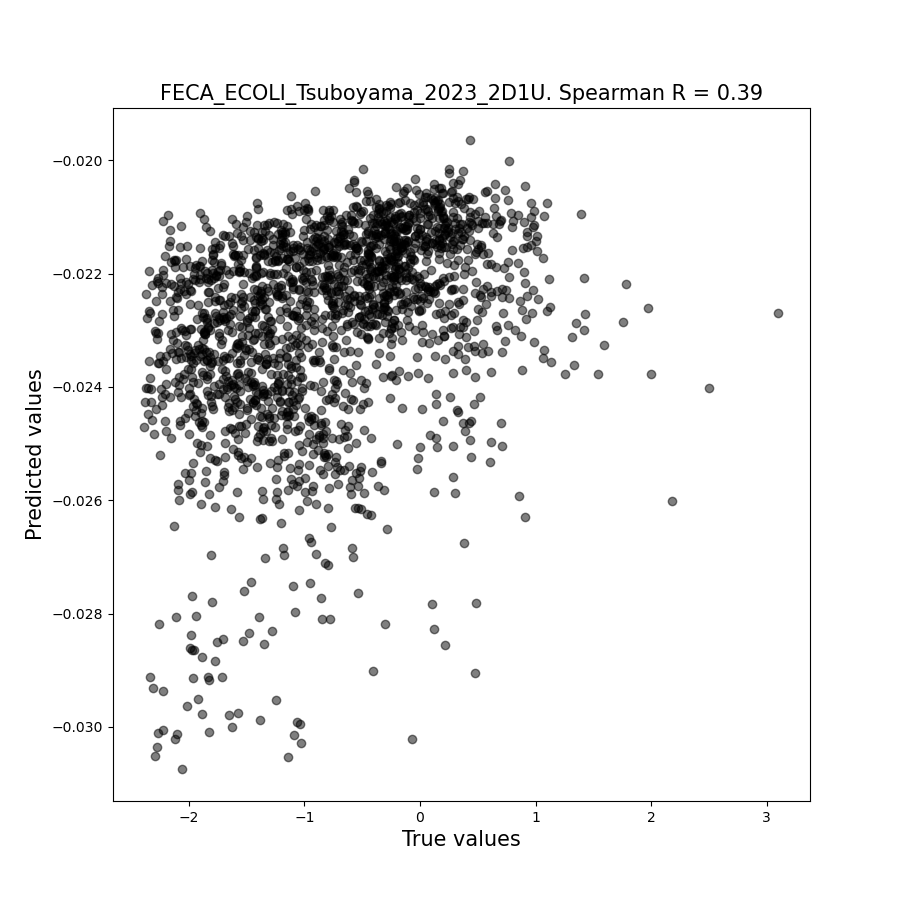 FECA_ECOLI_Tsuboyama_2023_2D1U. Spearman R = 0.39
Predicted values
−0.020
−0.022
−0.024
−0.026
−0.028
−0.030
−2 −1 0 1 2 3
True values